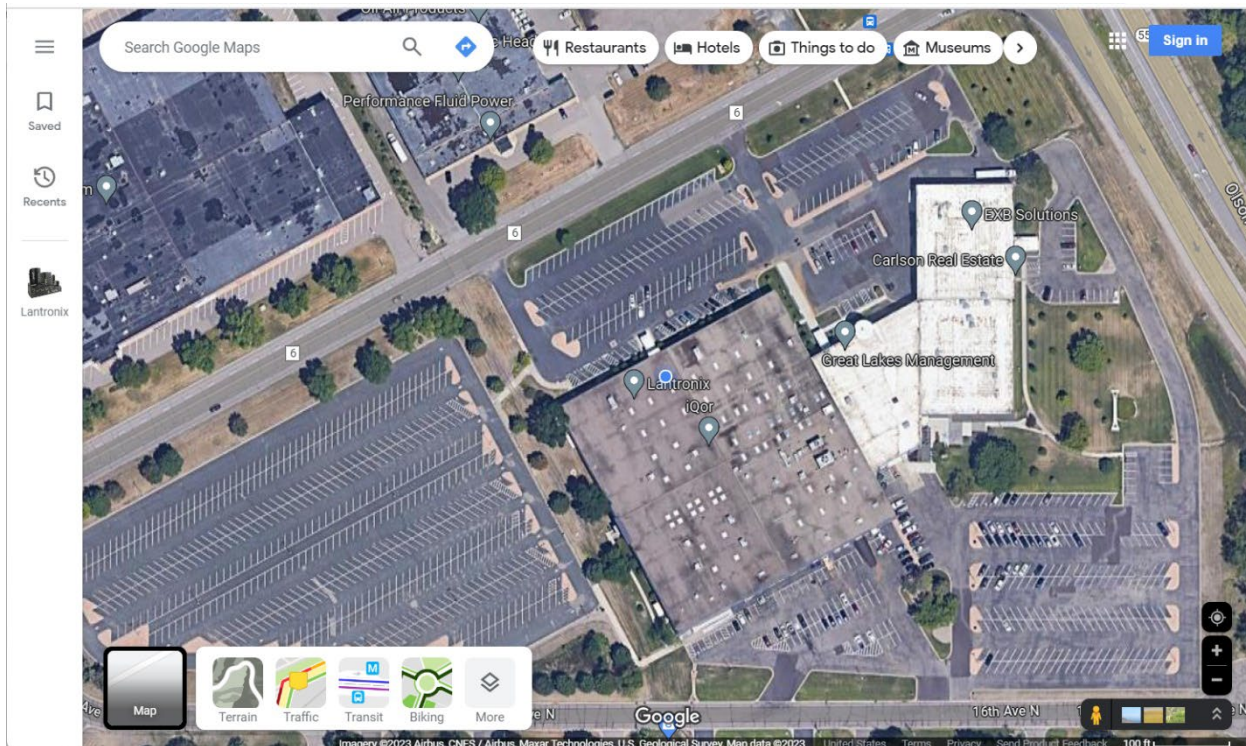 Search Google Maps
Restaurants
Hotels
Things to do
Museums
55
Sign in
Saved
Recents
Lantronix
Performance Fluid Power
6
6
6
EXB Solutions
Carlson Real Estate
Great Lakes Management
Lantronix
iQor
Map
Terrain
Traffic
M
Transit
Biking
More
Ave
e N
Google
16th Ave N
e N
Imagery ©2023 Airbus, CNES / Airbus, Maxar Technologies, U.S. Geological Survey, Map data ©2023
United States
Terms
Privacy
Send Product Feedback
100 ft